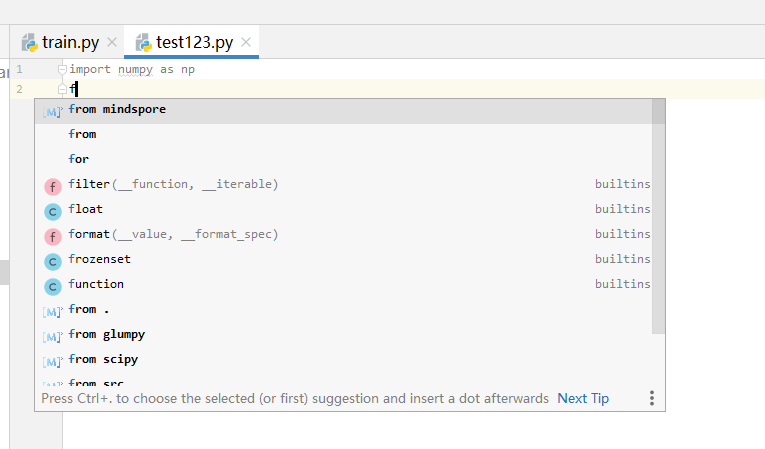 train.py test123.py
1 import numpy as np
2 f
[M] from mindspore
from
for
f filter(__function, __iterable) builtins
C float builtins
f format(__value, __format_spec) builtins
C frozenset builtins
C function builtins
[M] from .
[M] from glumpy
[M] from scipy
from src
Press Ctrl+. to choose the selected (or first) suggestion and insert a dot afterwards Next Tip